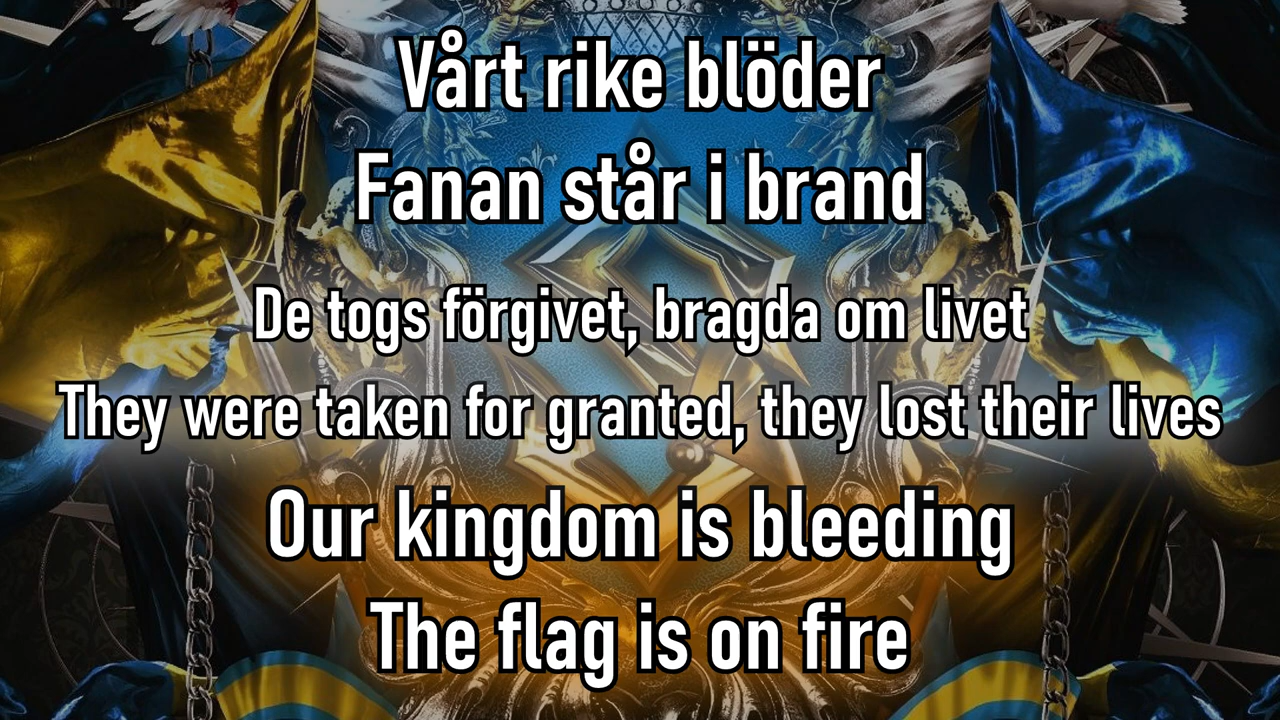 Vårt rike blöder
Fanan står i brand
De togs förgivet, bragda om livet
They were taken for granted, they lost their lives
Our kingdom is bleeding
The flag is on fire